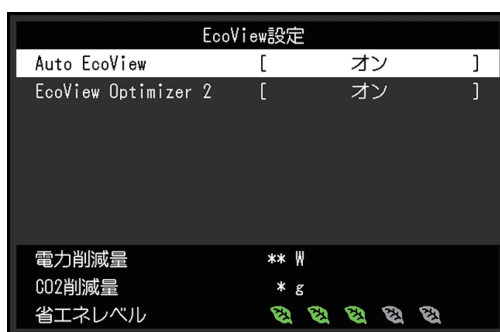 EcoView設定
Auto EcoView [ オン ]
EcoView Optimizer 2 [ オン ]
電力削減量 ** W
CO2削減量 * g
省エネレベル